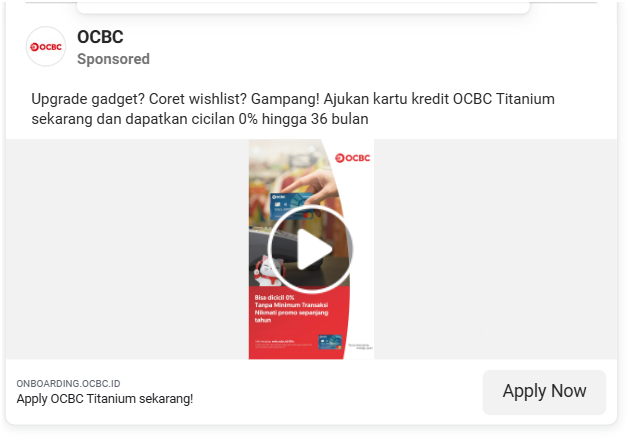 OCBC
OCBC
Sponsored
Upgrade gadget? Coret wishlist? Gampang! Ajukan kartu kredit OCBC Titanium
sekarang dan dapatkan cicilan 0% hingga 36 bulan
OCBC
Bisa dicicil 0%
Tanpa Minimum Transaksi
Nikmati promo sepanjang
tahun
ONBOARDING.OCBC.ID
Apply OCBC Titanium sekarang!
Apply Now